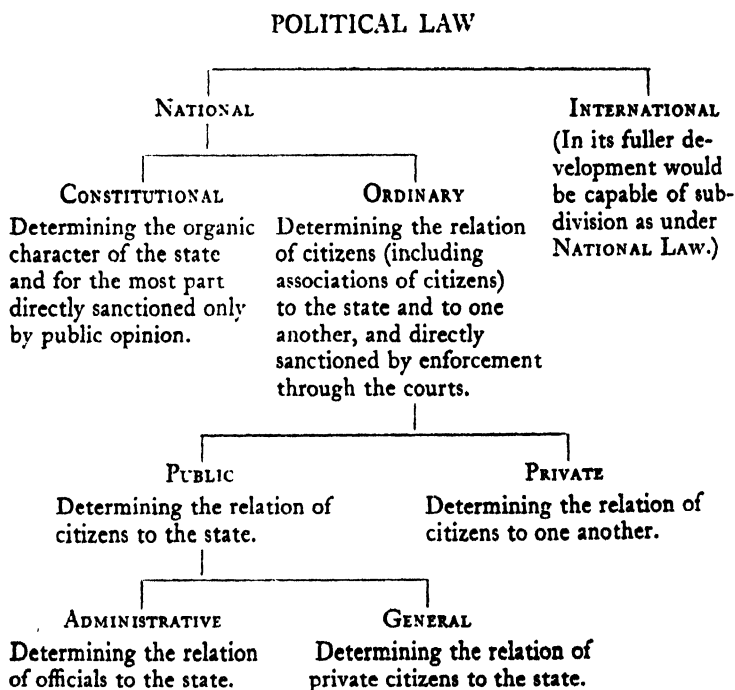 POLITICAL LAW
NATIONAL
INTERNATIONAL
(In its fuller de-
velopment would
be capable of sub-
division as under
NATIONAL LAW.)
CONSTITUTIONAL
Determining the organic
character of the state
and for the most part
directly sanctioned only
by public opinion.
ORDINARY
Determining the relation
of citizens (including
associations of citizens)
to the state and to one
another, and directly
sanctioned by enforcement
through the courts.
PUBLIC
Determining the relation of
citizens to the state.
PRIVATE
Determining the relation of
citizens to one another.
ADMINISTRATIVE
Determining the relation
of officials to the state.
GENERAL
Determining the relation of
private citizens to the state.